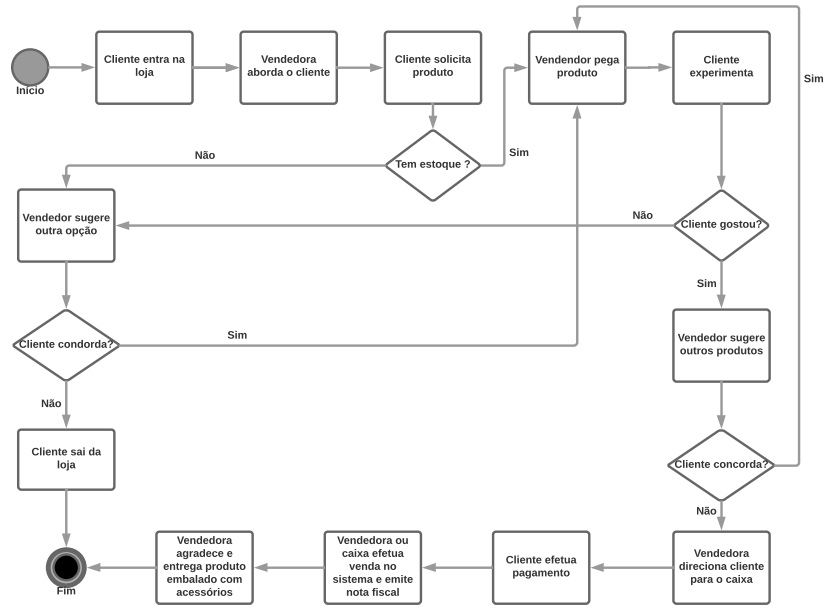 Cliente entra na
loja
Vendedora
aborda o cliente
Cliente solicita
produto
Vendendor pega
produto
Cliente
experimenta
Início
Sim
Tem estoque ?
Sim
Não
Vendedor sugere
outra opção
Não
Cliente gostou?
Sim
Vendedor sugere
outros produtos
Cliente condorda?
Sim
Não
Cliente sai da
loja
Cliente concorda?
Não
Vendedora
direciona cliente
para o caixa
Cliente efetua
pagamento
Vendedora ou
caixa efetua
venda no
sistema e emite
nota fiscal
Vendedora
agradece e
entrega produto
embalado com
acessórios
Fim